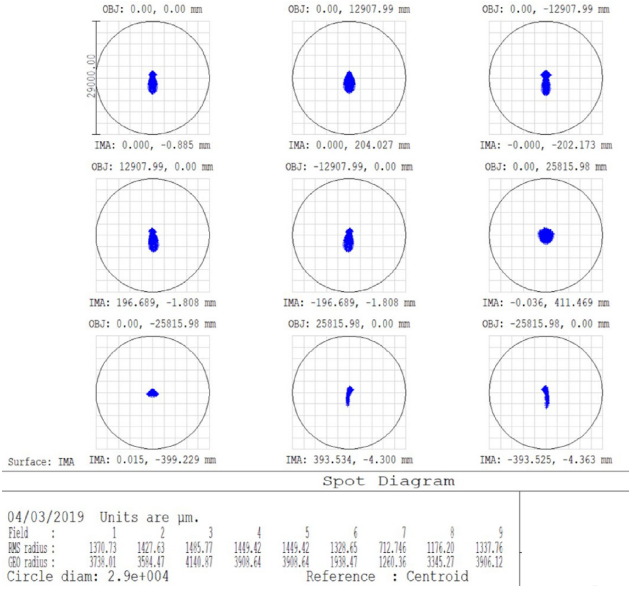 OBJ: 0.00, 0.00 mm
OBJ: 0.00, 12907.99 mm
OBJ: 0.00, -12907.99 mm
29000.00
IMA: 0.000, -0.885 mm
IMA: 0.000, 204.027 mm
IMA: -0.000, -202.173 mm
OBJ: 12907.99, 0.00 mm
OBJ: -12907.99, 0.00 mm
OBJ: 0.00, 25815.98 mm
IMA: 196.689, -1.808 mm
IMA: -196.689, -1.808 mm
IMA: -0.036, 411.469 mm
OBJ: 0.00, -25815.98 mm
OBJ: 25815.98, 0.00 mm
OBJ: -25815.98, 0.00 mm
Surface: IMA
IMA: 0.015, -399.229 mm
IMA: 393.534, -4.300 mm
IMA: -393.525, -4.363 mm
Spot Diagram
04/03/2019 Units are µm.
Field : 1 2 3 4 5 6 7 8 9
RMS radius : 1370.73 1427.63 1485.77 1449.42 1449.42 1328.65 712.746 1176.20 1337.76
GEO radius : 3738.01 3584.47 4140.87 3908.64 3908.64 1938.47 1260.36 3345.27 3906.12
Circle diam: 2.9e+004 Reference : Centroid